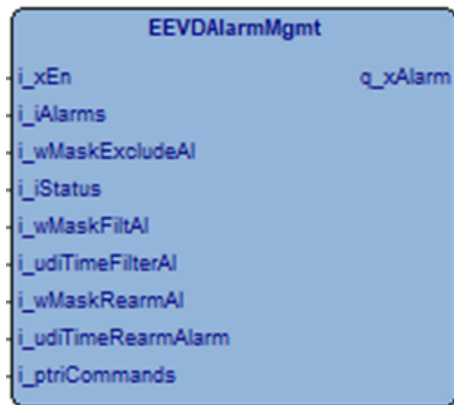 EEVDAlarmMgmt
i_xEn q_xAlarm
i_iAlarms
i_wMaskExcludeAl
i_iStatus
i_wMaskFiltAl
i_udiTimeFilterAl
i_wMaskRearmAl
i_udiTimeRearmAlarm
i_ptriCommands